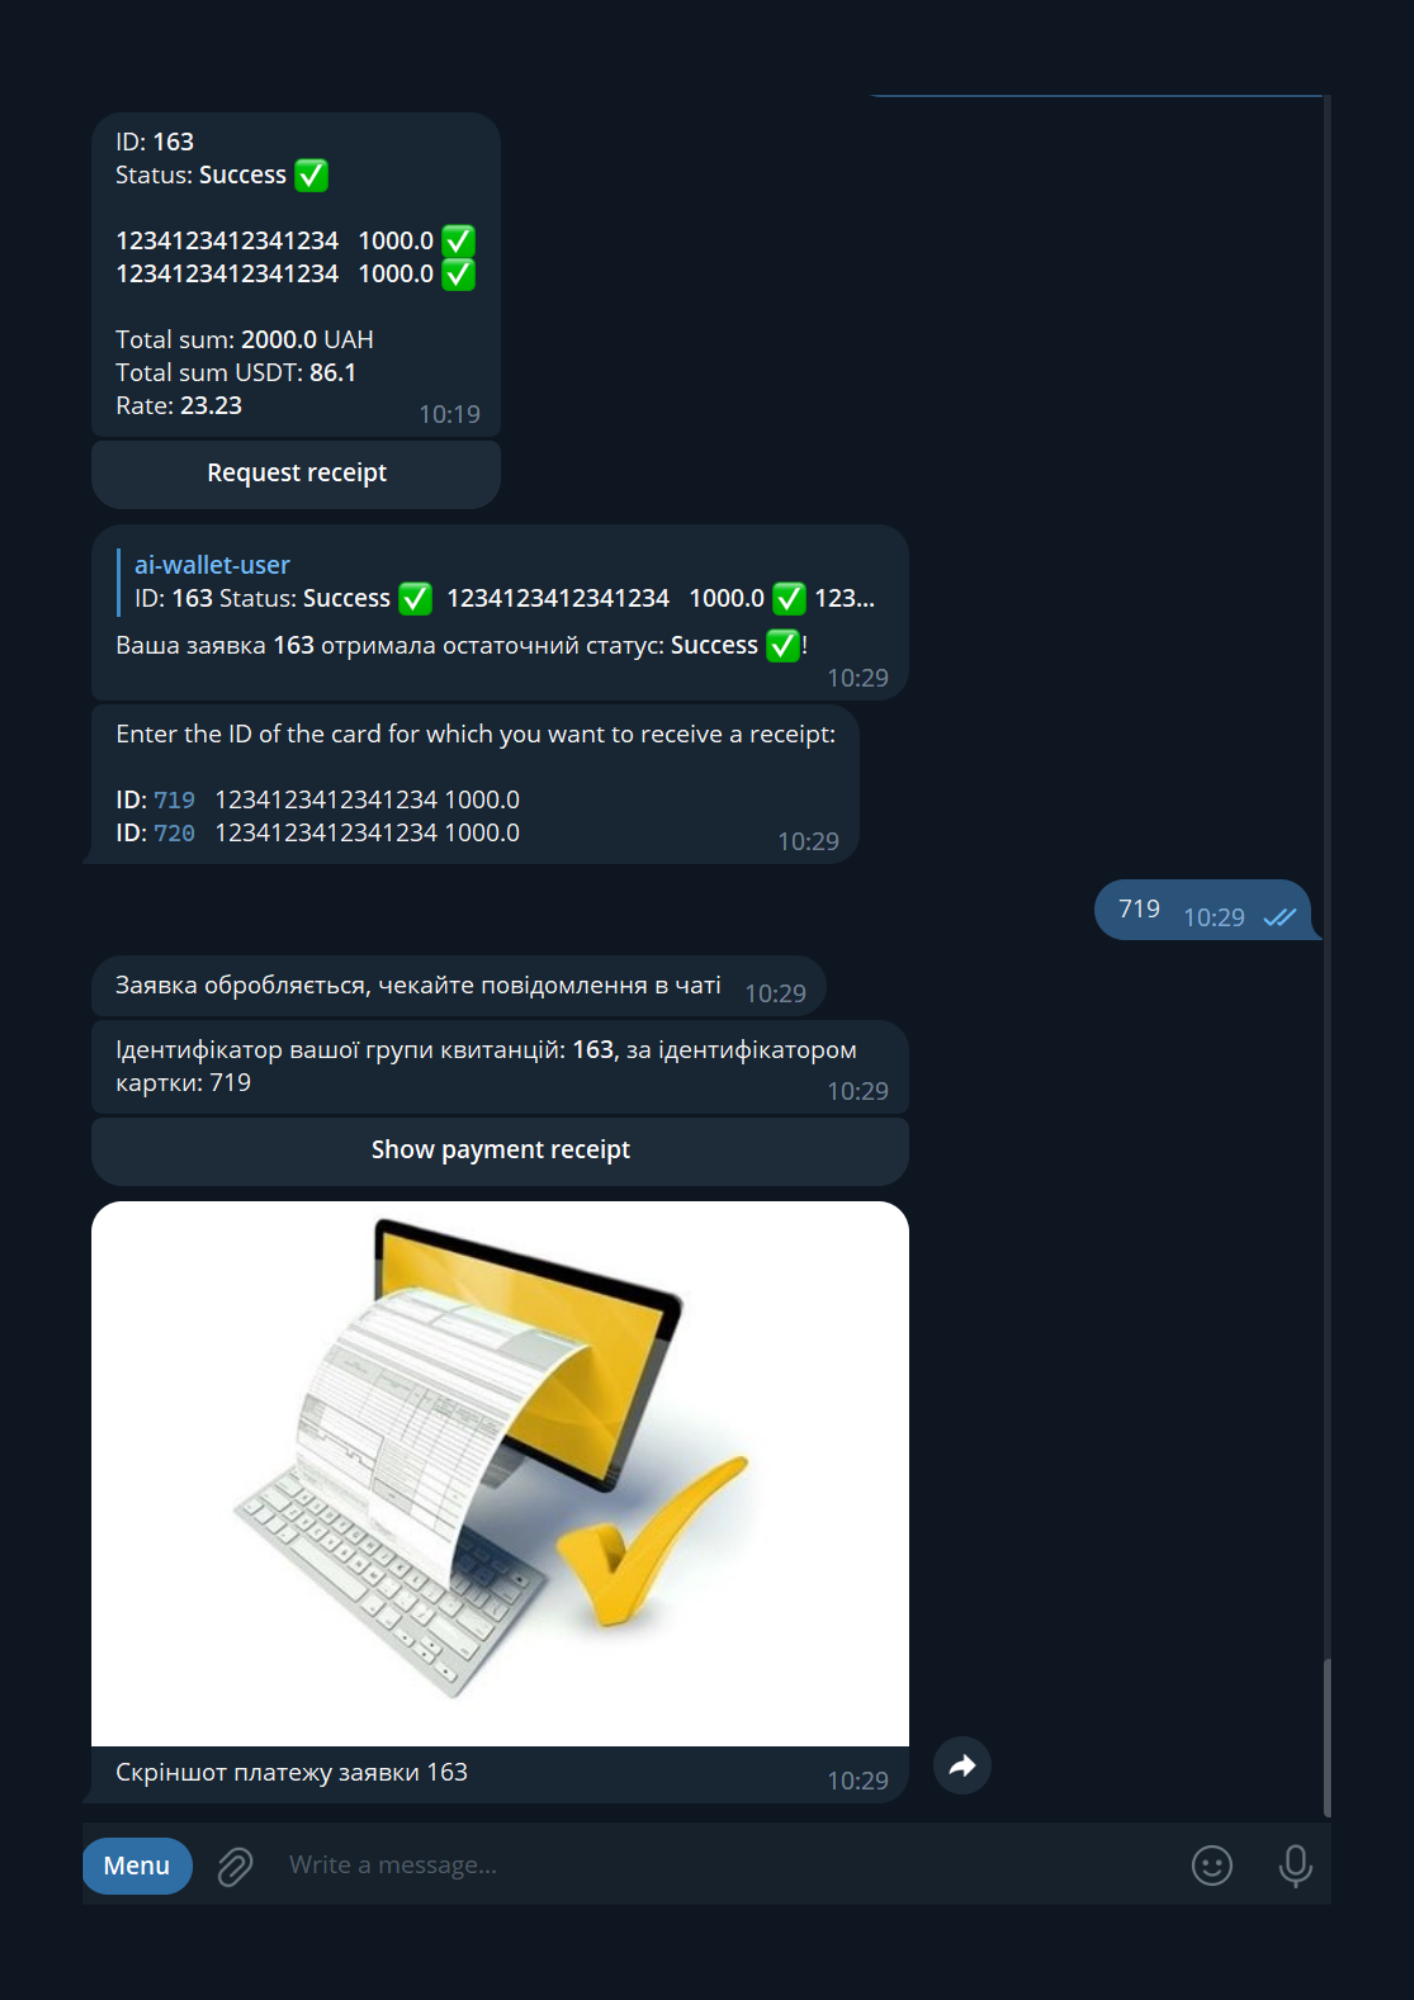 ID: 163
Status: Success ✅
1234123412341234 1000.0 ✅
1234123412341234 1000.0 ✅
Total sum: 2000.0 UAH
Total sum USDT: 86.1
Rate: 23.23
10:19
Request receipt
ai-wallet-user
ID: 163 Status: Success ✅ 1234123412341234 1000.0 ✅ 123...
Ваша заявка 163 отримала остаточний статус: Success ✅!
10:29
Enter the ID of the card for which you want to receive a receipt:
ID: 719 1234123412341234 1000.0
ID: 720 1234123412341234 1000.0
10:29
719 10:29
Заявка обробляється, чекайте повідомлення в чаті 10:29
Ідентифікатор вашої групи квитанцій: 163, за ідентифікатором
картки: 719
10:29
Show payment receipt
Скріншот платежу заявки 163
10:29
Menu
Write a message...